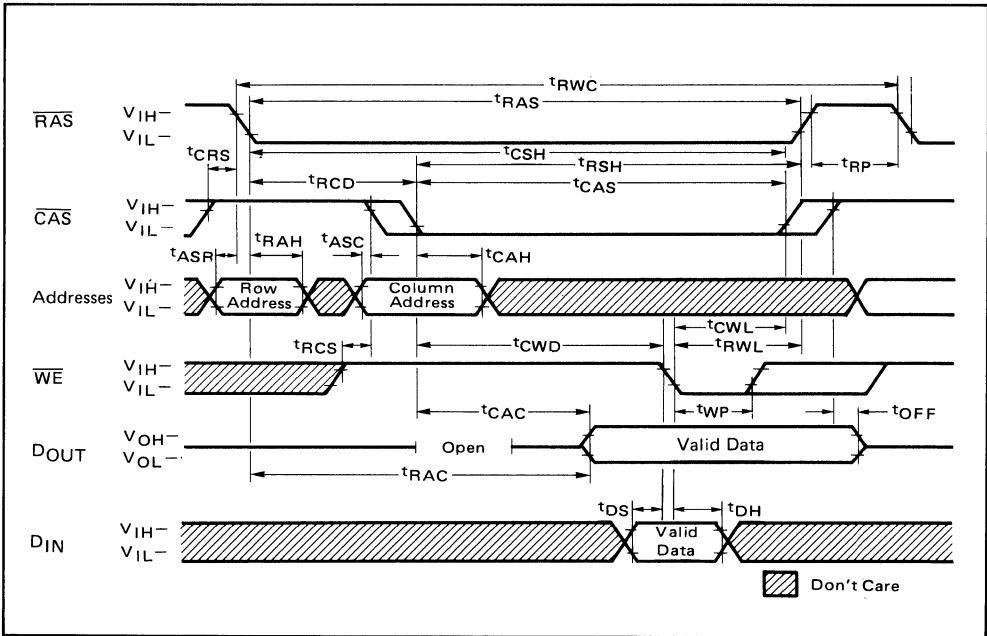 tRWC
tRAS
RAS
VIH–
VIL–
tCSH
tCRS
tRSH
tRP
tRCD
tCAS
CAS
VIH–
VIL–
tASR
tRAH
tASC
tCAH
Addresses
VIH–
VIL–
Row
Address
Column
Address
tCWL
tRCS
tCWD
tRWL
WE
VIH–
VIL–
tCAC
tWP
tOFF
DOUT
VOH–
VOL–
Open
Valid Data
tRAC
tDS
tDH
DIN
VIH–
VIL–
Valid
Data
Don't Care